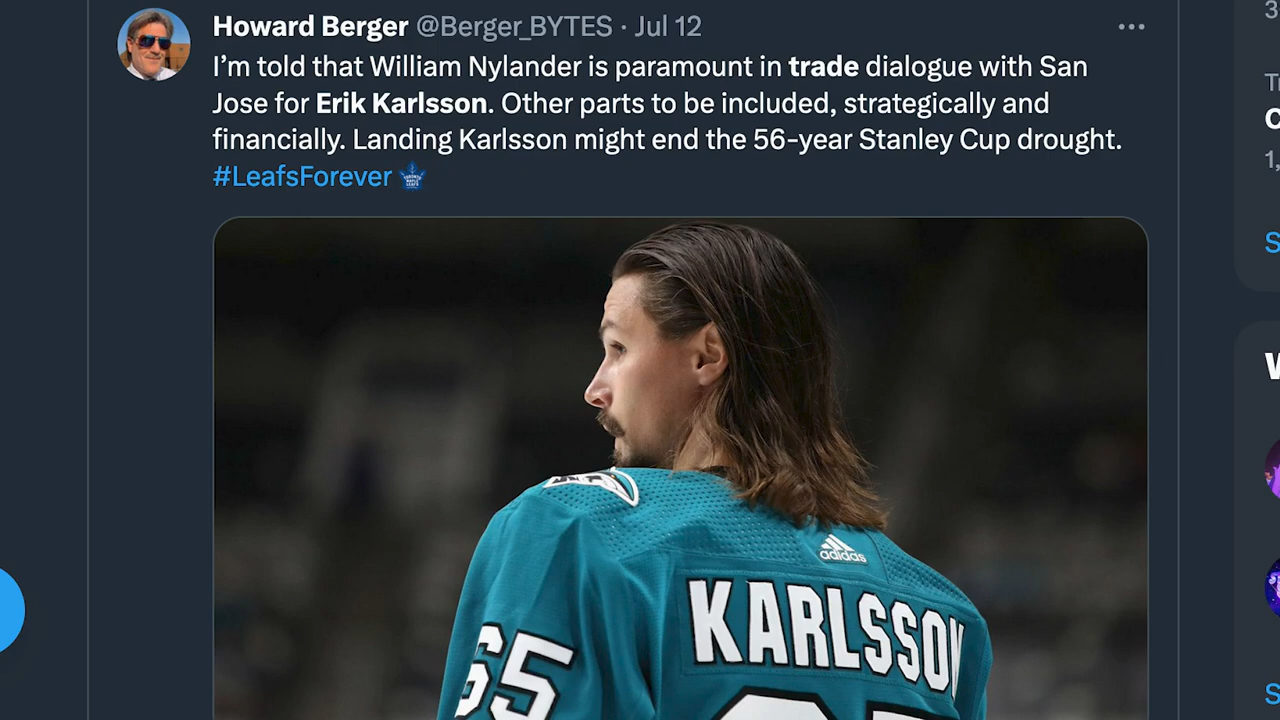 Howard Berger @Berger_BYTES · Jul 12
I'm told that William Nylander is paramount in trade dialogue with San
Jose for Erik Karlsson. Other parts to be included, strategically and
financially. Landing Karlsson might end the 56-year Stanley Cup drought.
#LeafsForever
adidas
KARLSSON
65